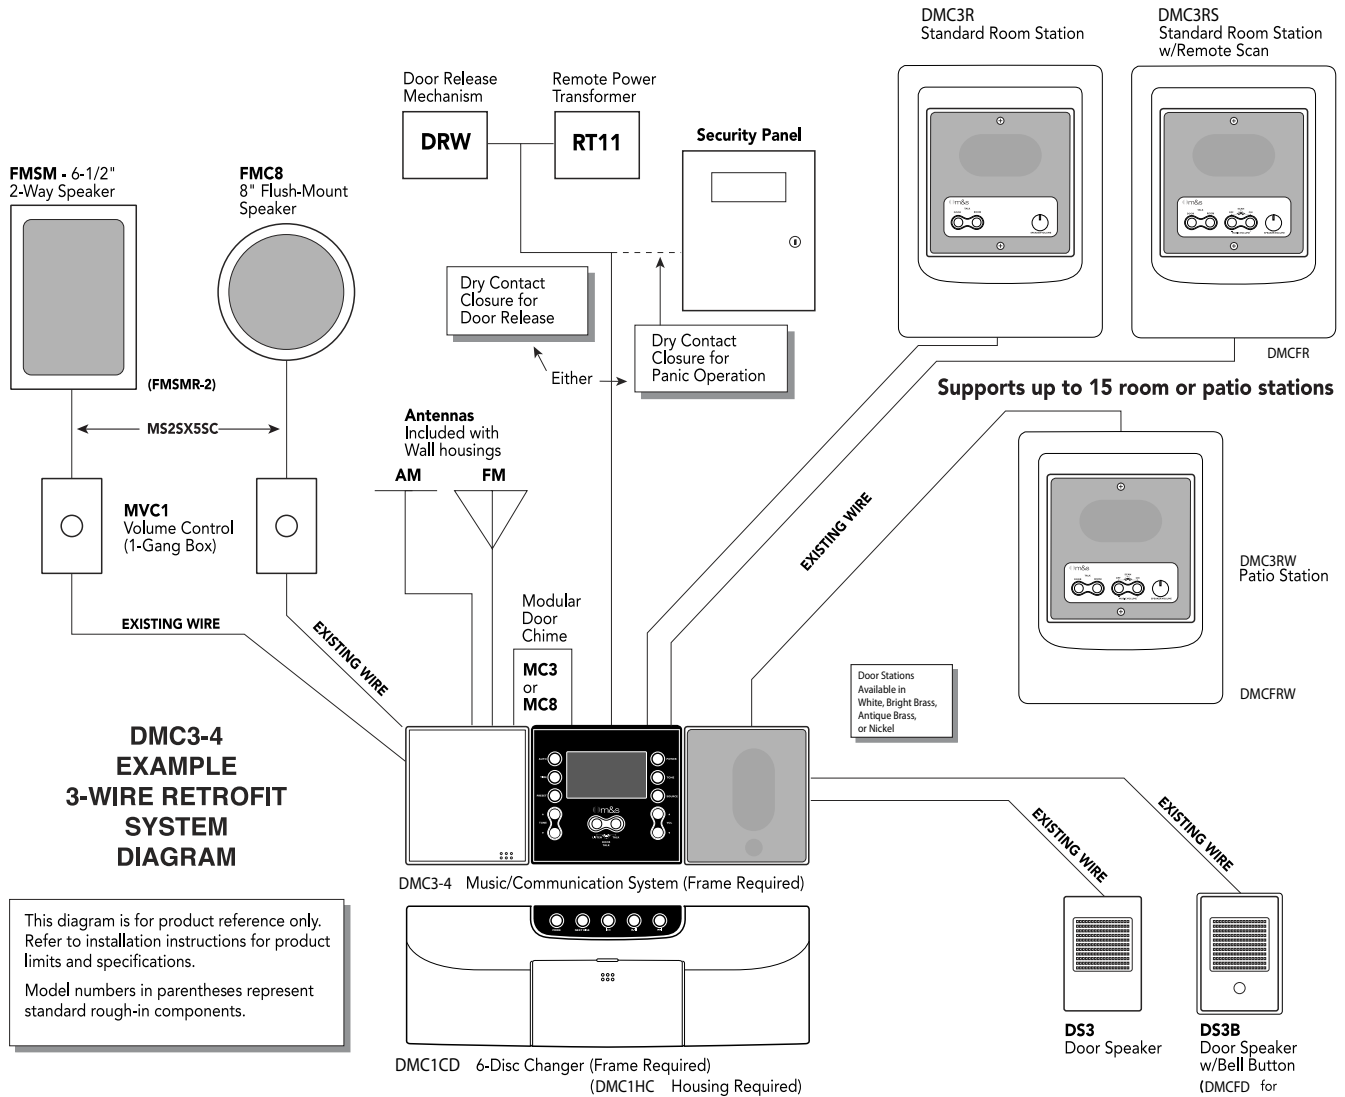 DMC3R
Standard Room Station
DMC3RS
Standard Room Station
w/Remote Scan
Door Release
Mechanism
DRW
Remote Power
Transformer
RT11
Security Panel
FMSM - 6-1/2"
2-Way Speaker
FMC8
8" Flush-Mount
Speaker
m&s
m&s
Dry Contact
Closure for
Door Release
Dry Contact
Closure for
Panic Operation
Either
DMCFR
(FMSMR-2)
Supports up to 15 room or patio stations
MS2SX5SC
Antennas
Included with
Wall housings
AM
FM
MVC1
Volume Control
(1-Gang Box)
EXISTING WIRE
DMC3RW
Patio Station
m&s
EXISTING WIRE
EXISTING WIRE
Modular
Door
Chime
MC3
or
MC8
Door Stations
Available in
White, Bright Brass,
Antique Brass,
or Nickel
DMCFRW
DMC3-4
EXAMPLE
3-WIRE RETROFIT
SYSTEM
DIAGRAM
m&s
EXISTING WIRE
EXISTING WIRE
DMC3-4 Music/Communication System (Frame Required)
This diagram is for product reference only.
Refer to installation instructions for product
limits and specifications.
Model numbers in parentheses represent
standard rough-in components.
DMC1CD 6-Disc Changer (Frame Required)
(DMC1HC Housing Required)
DS3
Door Speaker
DS3B
Door Speaker
w/Bell Button
(DMCFD for